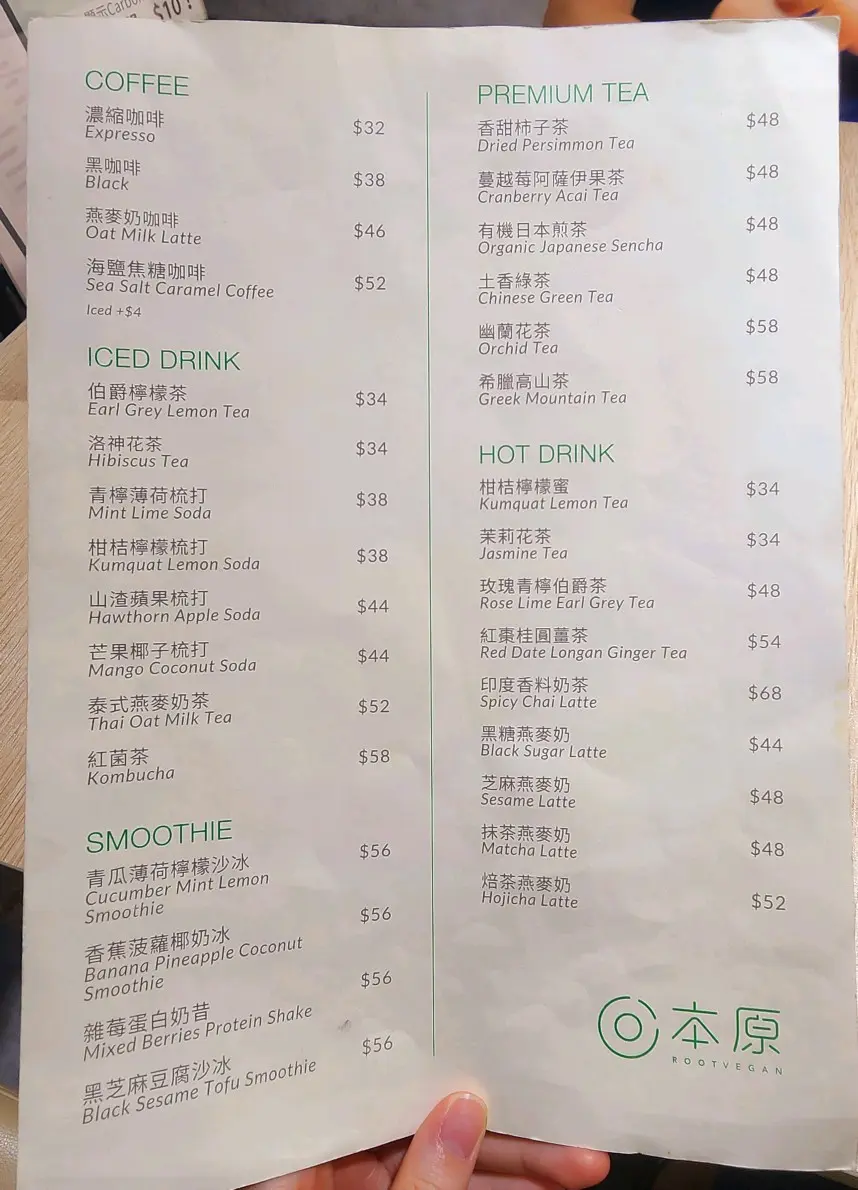 COFFEE
濃縮咖啡 $32
Expresso
黑咖啡 $38
Black
燕麥奶咖啡 $46
Oat Milk Latte
海鹽焦糖咖啡 $52
Sea Salt Caramel Coffee
Iced +$4
ICED DRINK
伯爵檸檬茶 $34
Earl Grey Lemon Tea
洛神花茶 $34
Hibiscus Tea
青檸薄荷梳打 $38
Mint Lime Soda
柑桔檸檬梳打 $38
Kumquat Lemon Soda
山渣蘋果梳打 $44
Hawthorn Apple Soda
芒果椰子梳打 $44
Mango Coconut Soda
泰式燕麥奶茶 $52
Thai Oat Milk Tea
紅菌茶 $58
Kombucha
SMOOTHIE
青瓜薄荷檸檬沙冰 $56
Cucumber Mint Lemon
Smoothie
香蕉菠蘿椰奶冰 $56
Banana Pineapple Coconut
Smoothie
雜莓蛋白奶昔 $56
Mixed Berries Protein Shake
黑芝麻豆腐沙冰 $56
Black Sesame Tofu Smoothie
PREMIUM TEA
香甜柿子茶 $48
Dried Persimmon Tea
蔓越莓阿薩伊果茶 $48
Cranberry Acai Tea
有機日本煎茶 $48
Organic Japanese Sencha
土香綠茶 $48
Chinese Green Tea
幽蘭花茶 $58
Orchid Tea
希臘高山茶 $58
Greek Mountain Tea
HOT DRINK
柑桔檸檬蜜 $34
Kumquat Lemon Tea
茉莉花茶 $34
Jasmine Tea
玫瑰青檸伯爵茶 $48
Rose Lime Earl Grey Tea
紅棗桂圓薑茶 $54
Red Date Longan Ginger Tea
印度香料奶茶 $68
Spicy Chai Latte
黑糖燕麥奶 $44
Black Sugar Latte
芝麻燕麥奶 $48
Sesame Latte
抹茶燕麥奶 $48
Matcha Latte
焙茶燕麥奶 $52
Hojicha Latte
本原
ROOTVEGAN